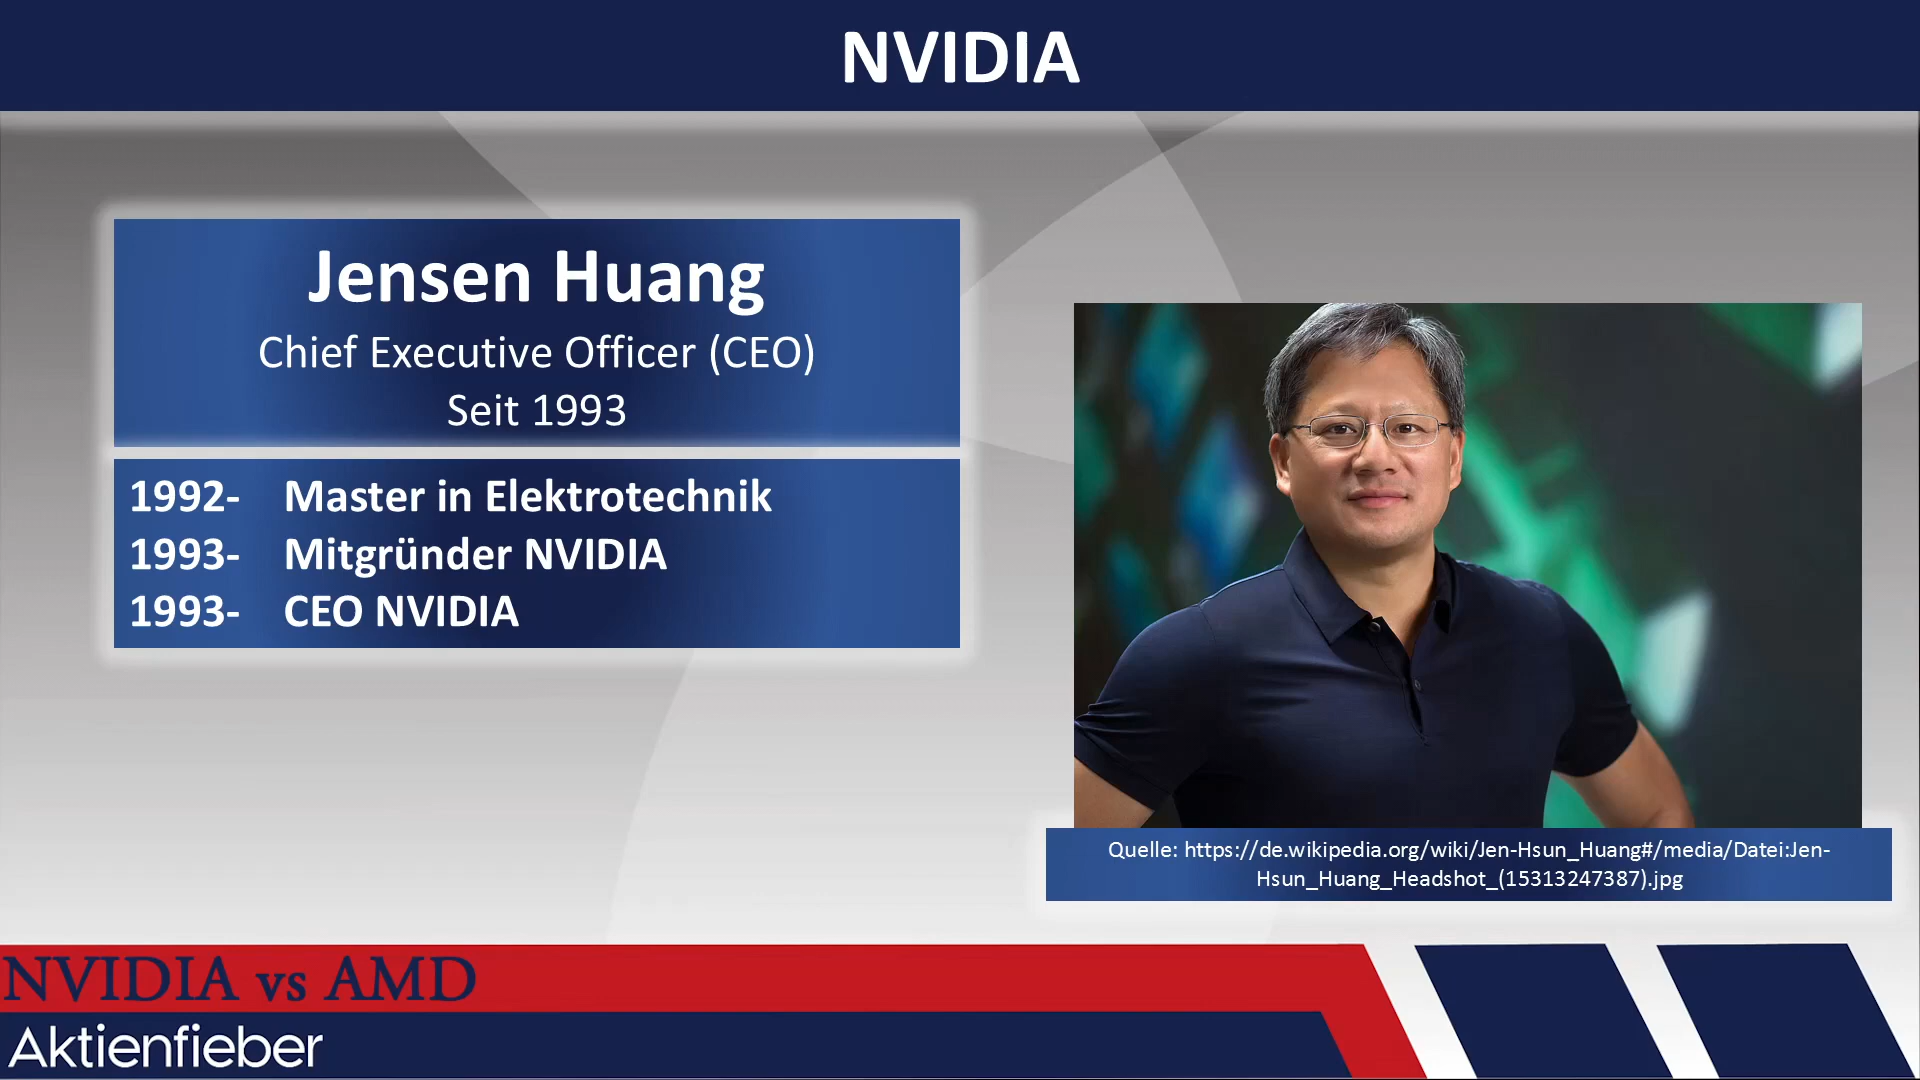 NVIDIA
Jensen Huang
Chief Executive Officer (CEO)
Seit 1993
1992- Master in Elektrotechnik
1993- Mitgründer NVIDIA
1993- CEO NVIDIA
Quelle: https://de.wikipedia.org/wiki/Jen-Hsun_Huang#/media/Datei:Jen-
Hsun_Huang_Headshot_(15313247387).jpg
NVIDIA vs AMD
Aktienfieber